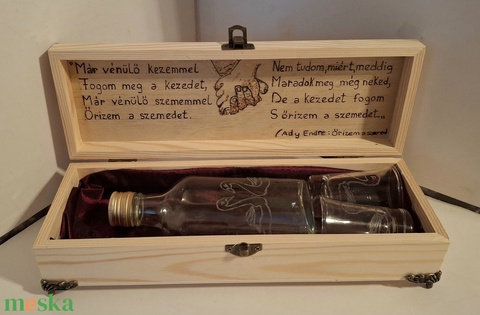 "Már vénülő kezemmel
Fogom meg a kezedet,
Már vénülő szememmel
Őrizem a szemedet.
Nem tudom, miért, meddig
Maradok meg még neked,
De a kezedet fogom
S őrizem a szemedet..."
(Ady Endre: Őrizem a szemed
meska